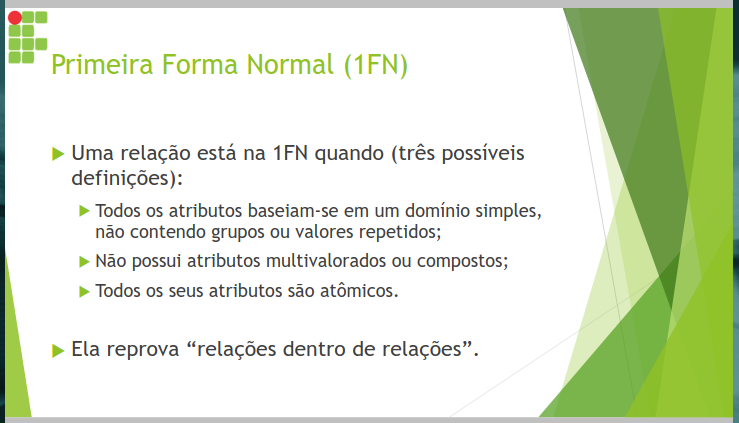 Primeira Forma Normal (1FN)
Uma relação está na 1FN quando (três possíveis
definições):
Todos os atributos baseiam-se em um domínio simples,
não contendo grupos ou valores repetidos;
Não possui atributos multivalorados ou compostos;
Todos os seus atributos são atômicos.
Ela reprova “relações dentro de relações”.